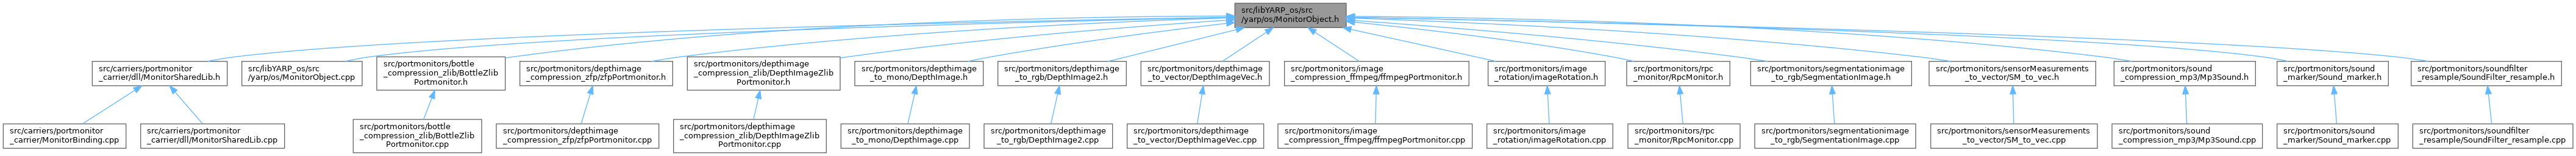 src/libYARP_os/src
/yarp/os/MonitorObject.h
src/carriers/portmonitor
_carrier/dll/MonitorSharedLib.h
src/libYARP_os/src
/yarp/os/MonitorObject.cpp
src/portmonitors/bottle
_compression_zlib/BottleZlib
Portmonitor.h
src/portmonitors/depthimage
_compression_zfp/zfpPortmonitor.h
src/portmonitors/depthimage
_compression_zlib/DepthImageZlib
Portmonitor.h
src/portmonitors/depthimage
_to_mono/DepthImage.h
src/portmonitors/depthimage
_to_rgb/DepthImage2.h
src/portmonitors/depthimage
_to_vector/DepthImageVec.h
src/portmonitors/image
_compression_ffmpeg/ffmpegPortmonitor.h
src/portmonitors/image
_rotation/imageRotation.h
src/portmonitors/rpc
_monitor/RpcMonitor.h
src/portmonitors/segmentationimage
_to_rgb/SegmentationImage.h
src/portmonitors/sensorMeasurements
_to_vector/SM_to_vec.h
src/portmonitors/sound
_compression_mp3/Mp3Sound.h
src/portmonitors/sound
_marker/Sound_marker.h
src/portmonitors/soundfilter
_resample/SoundFilter_resample.h
src/carriers/portmonitor
_carrier/MonitorBinding.cpp
src/carriers/portmonitor
_carrier/dll/MonitorSharedLib.cpp
src/portmonitors/bottle
_compression_zlib/BottleZlib
Portmonitor.cpp
src/portmonitors/depthimage
_compression_zfp/zfpPortmonitor.cpp
src/portmonitors/depthimage
_compression_zlib/DepthImageZlib
Portmonitor.cpp
src/portmonitors/depthimage
_to_mono/DepthImage.cpp
src/portmonitors/depthimage
_to_rgb/DepthImage2.cpp
src/portmonitors/depthimage
_to_vector/DepthImageVec.cpp
src/portmonitors/image
_compression_ffmpeg/ffmpegPortmonitor.cpp
src/portmonitors/image
_rotation/imageRotation.cpp
src/portmonitors/rpc
_monitor/RpcMonitor.cpp
src/portmonitors/segmentationimage
_to_rgb/SegmentationImage.cpp
src/portmonitors/sensorMeasurements
_to_vector/SM_to_vec.cpp
src/portmonitors/sound
_compression_mp3/Mp3Sound.cpp
src/portmonitors/sound
_marker/Sound_marker.cpp
src/portmonitors/soundfilter
_resample/SoundFilter_resample.cpp